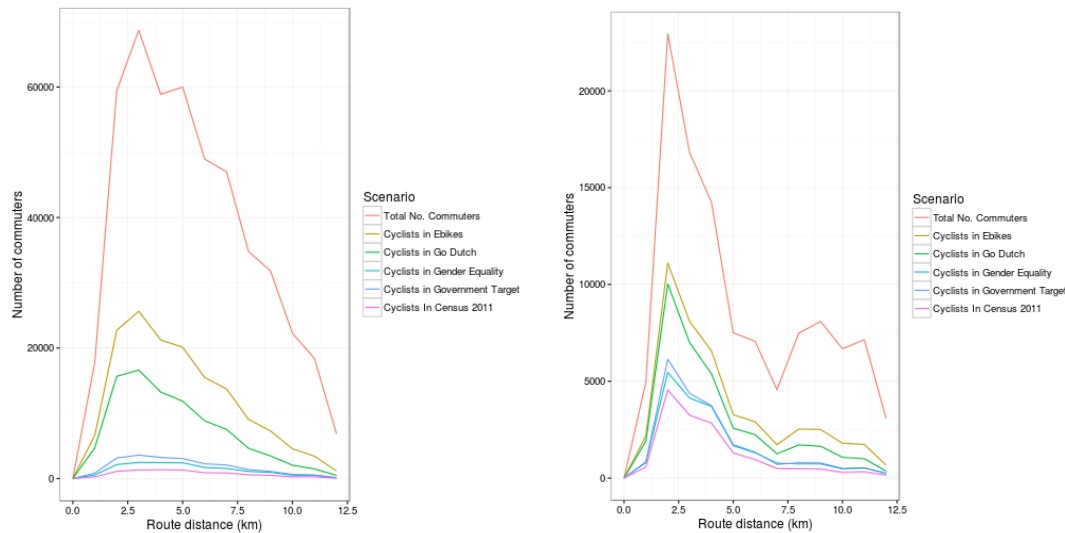 60000
40000
20000
0
0.0 2.5 5.0 7.5 10.0 12.5
Route distance (km)
Number of commuters
Scenario
Total No. Commuters
Cyclists in Ebikes
Cyclists in Go Dutch
Cyclists in Gender Equality
Cyclists in Government Target
Cyclists In Census 2011
20000
15000
10000
5000
0
0.0 2.5 5.0 7.5 10.0 12.5
Route distance (km)
Number of commuters
Scenario
Total No. Commuters
Cyclists in Ebikes
Cyclists in Go Dutch
Cyclists in Gender Equality
Cyclists in Government Target
Cyclists In Census 2011